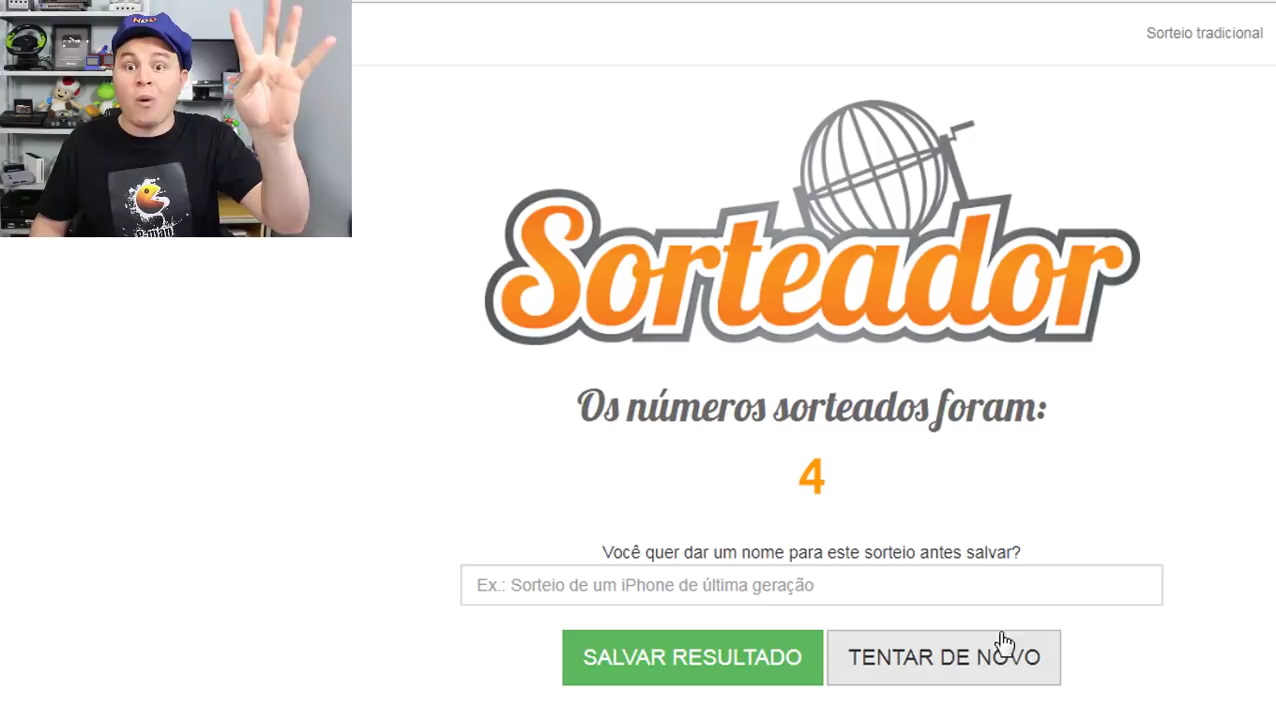 Sorteio tradicional
NDO
Sorteador
Os números sorteados foram:
4
Você quer dar um nome para este sorteio antes salvar?
Ex.: Sorteio de um iPhone de última geração
SALVAR RESULTADO
TENTAR DE NOVO